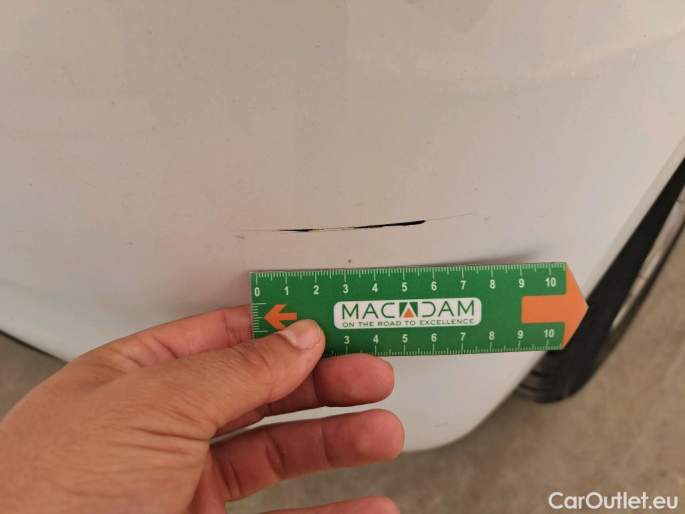 0 1 2 3 4 5 6 7 8 9 10
MACADAM
ON THE ROAD TO EXCELLENCE
3 4 5 6 7 8 9 10
CarOutlet.eu